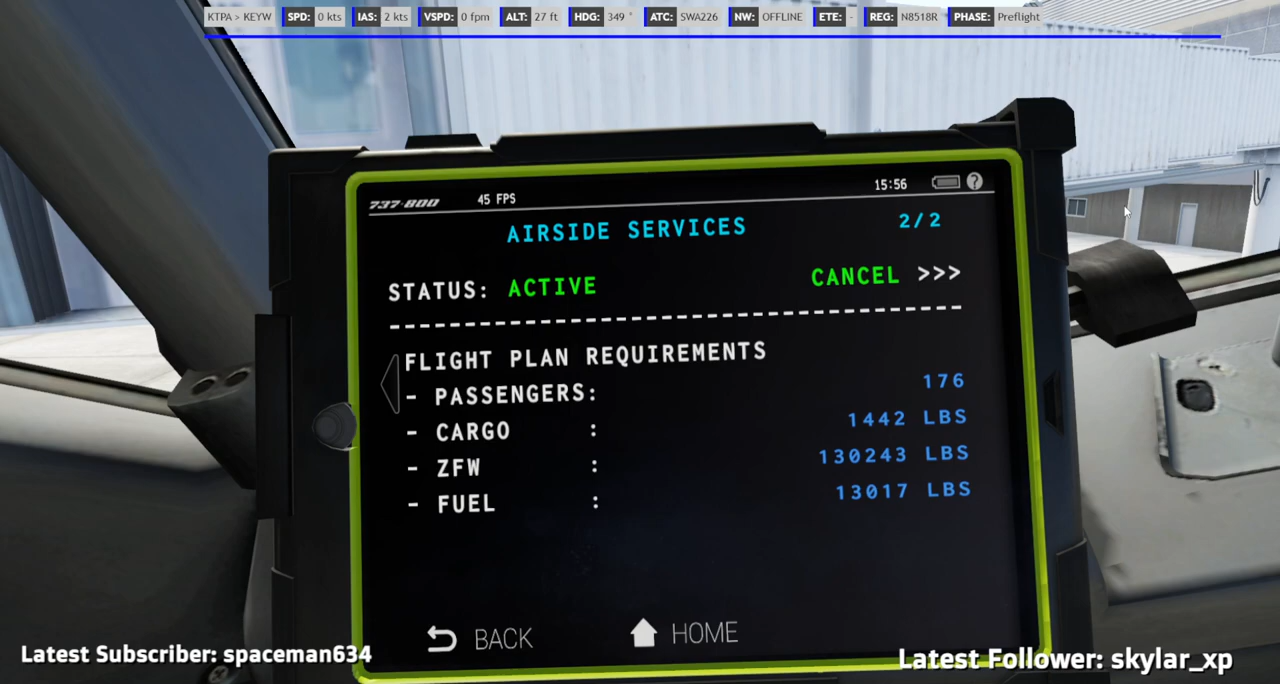 KTPA > KEYW SPD: 0 kts IAS: 2 kts VSPD: 0 fpm ALT: 27 ft HDG: 349 ° ATC: SWA226 NW: OFFLINE ETE: - REG: N8518R PHASE: Preflight
737-800 45 FPS 15:56 ?
AIRSIDE SERVICES 2/2
STATUS: ACTIVE CANCEL >>>
FLIGHT PLAN REQUIREMENTS
- PASSENGERS: 176
- CARGO : 1442 LBS
- ZFW : 130243 LBS
- FUEL : 13017 LBS
BACK HOME
Latest Subscriber: spaceman634 Latest Follower: skylar_xp